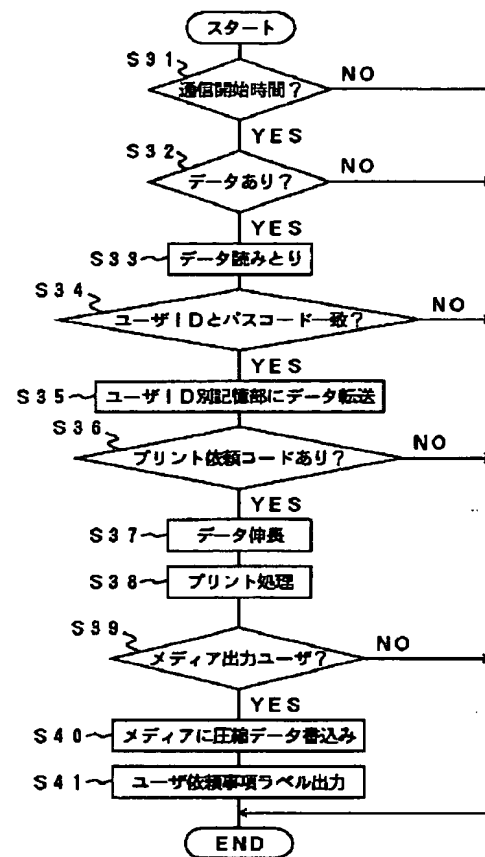 スタート
S31
通信開始時間?
NO
YES
S32
データあり?
NO
YES
S33
データ読みとり
S34
ユーザIDとパスコード一致?
NO
YES
S35
ユーザID別記憶部にデータ転送
S36
プリント依頼コードあり?
NO
YES
S37
データ伸長
S38
プリント処理
S39
メディア出力ユーザ?
NO
YES
S40
メディアに圧縮データ書込み
S41
ユーザ依頼事項ラベル出力
END